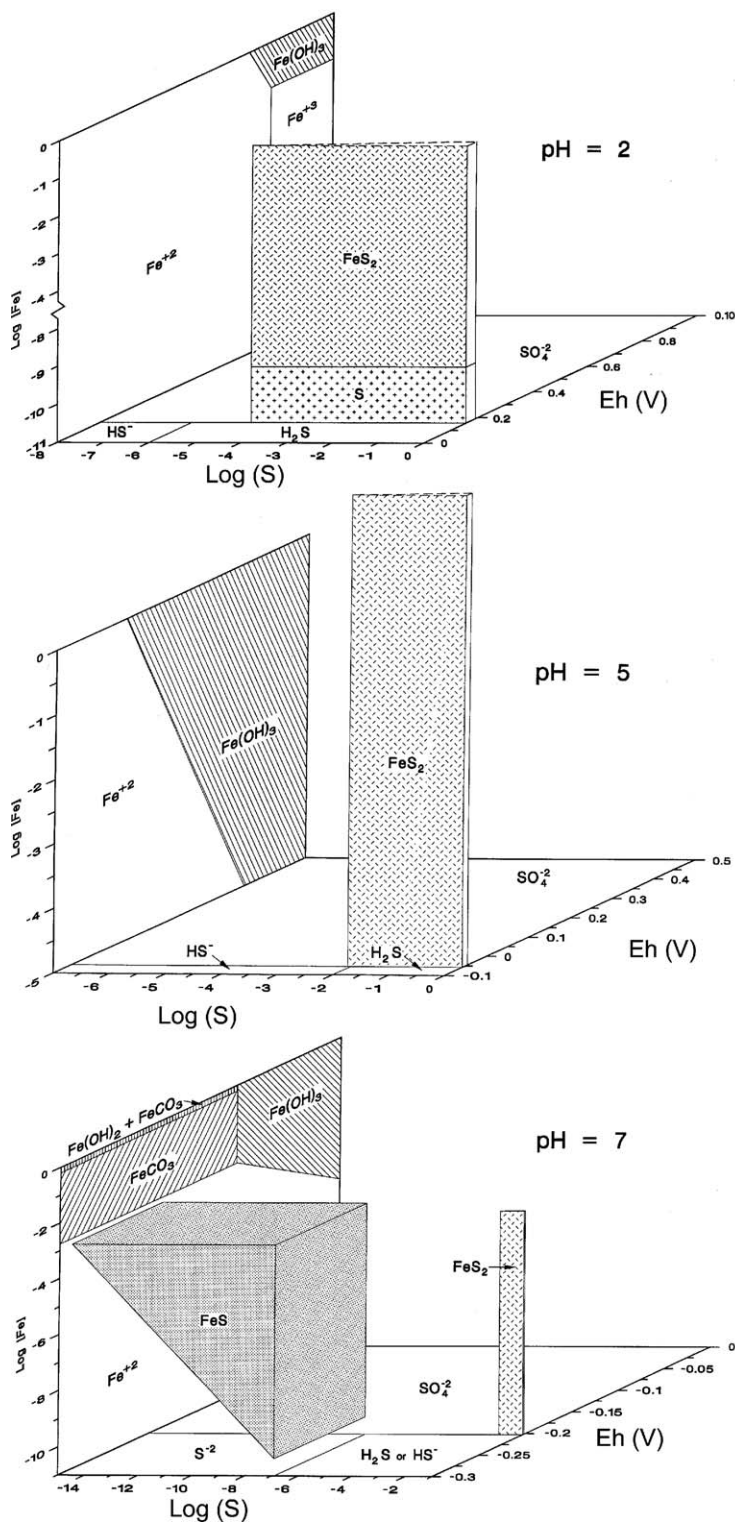 Fe(OH)₃
Fe⁺³
pH = 2
0
-1
-2
-3
-4
-8
-9
-10
-11
Log [Fe]
Fe⁺²
FeS₂
S
SO₄⁻²
0.10
0.8
0.6
0.4
0.2
0
Eh (V)
HS⁻
H₂S
-8 -7 -6 -5 -4 -3 -2 -1 0
Log (S)
pH = 5
0
-1
-2
-3
-4
-5
Log [Fe]
Fe⁺²
Fe(OH)₃
FeS₂
SO₄⁻²
0.5
0.4
0.3
0.2
0.1
0
-0.1
Eh (V)
HS⁻
H₂S
-6 -5 -4 -3 -2 -1 0
Log (S)
pH = 7
Fe(OH)₂ + FeCO₃
Fe(OH)₃
FeCO₃
0
-2
-4
-6
-8
-10
Log [Fe]
FeS
FeS₂
Fe⁺²
SO₄⁻²
0
-0.05
-0.1
-0.15
-0.2
-0.25
-0.3
Eh (V)
S⁻²
H₂S or HS⁻
-14 -12 -10 -8 -6 -4 -2
Log (S)